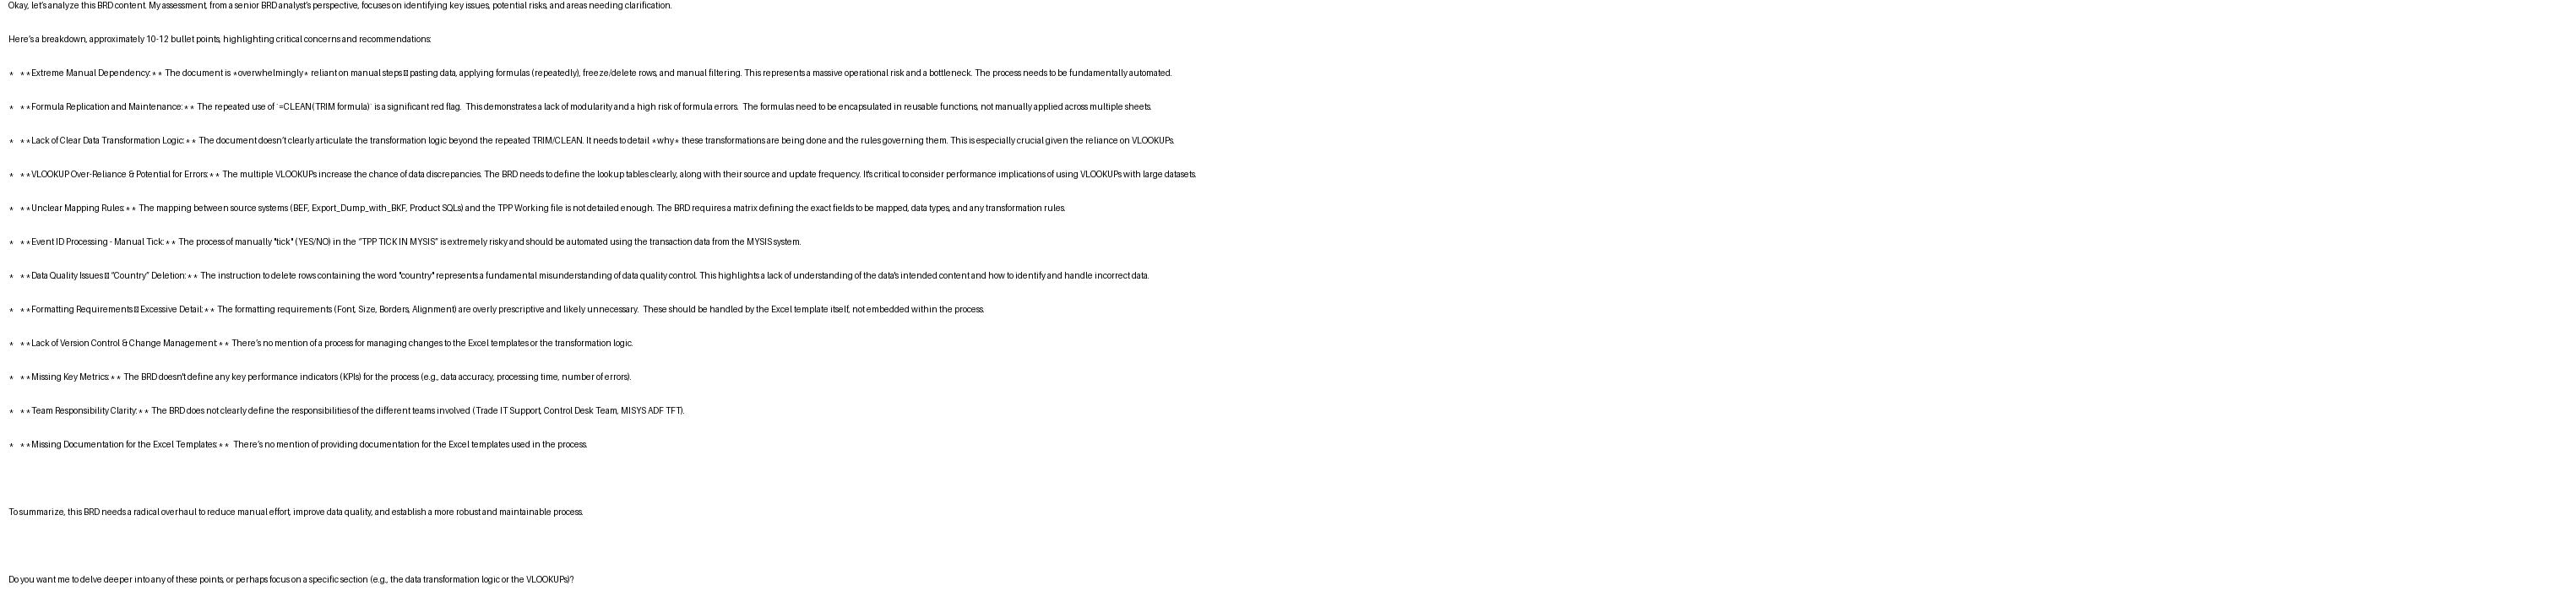 Okay, let's analyze this BRD content. My assessment, from a senior BRD analyst's perspective, focuses on identifying key issues, potential risks, and areas needing clarification.
Here's a breakdown, approximately 10-12 bullet points, highlighting critical concerns and recommendations:
* **Extreme Manual Dependency:** The document is *overwhelmingly* reliant on manual steps – pasting data, applying formulas (repeatedly), freeze/delete rows, and manual filtering. This represents a massive operational risk and a bottleneck. The process needs to be fundamentally automated.
* **Formula Replication and Maintenance:** The repeated use of `=CLEAN(TRIM formula)` is a significant red flag. This demonstrates a lack of modularity and a high risk of formula errors. The formulas need to be encapsulated in reusable functions, not manually applied across multiple sheets.
* **Lack of Clear Data Transformation Logic:** The document doesn't clearly articulate the transformation logic beyond the repeated TRIM/CLEAN. It needs to detail *why* these transformations are being done and the rules governing them. This is especially crucial given the reliance on VLOOKUPs.
* **VLOOKUP Over-Reliance & Potential for Errors:** The multiple VLOOKUPs increase the chance of data discrepancies. The BRD needs to define the lookup tables clearly, along with their source and update frequency. It's critical to consider performance implications of using VLOOKUPs with large datasets.
* **Unclear Mapping Rules:** The mapping between source systems (BEF, Export_Dump_with_BKF, Product SQLs) and the TPP Working file is not detailed enough. The BRD requires a matrix defining the exact fields to be mapped, data types, and any transformation rules.
* **Event ID Processing - Manual Tick:** The process of manually "tick" (YES/NO) in the "TPP TICK IN MYSIS" is extremely risky and should be automated using the transaction data from the MYSIS system.
* **Data Quality Issues – "Country" Deletion:** The instruction to delete rows containing the word "country" represents a fundamental misunderstanding of data quality control. This highlights a lack of understanding of the data's intended content and how to identify and handle incorrect data.
* **Formatting Requirements – Excessive Detail:** The formatting requirements (Font, Size, Borders, Alignment) are overly prescriptive and likely unnecessary. These should be handled by the Excel template itself, not embedded within the process.
* **Lack of Version Control & Change Management:** There's no mention of a process for managing changes to the Excel templates or the transformation logic.
* **Missing Key Metrics:** The BRD doesn't define any key performance indicators (KPIs) for the process (e.g., data accuracy, processing time, number of errors).
* **Team Responsibility Clarity:** The BRD does not clearly define the responsibilities of the different teams involved (Trade IT Support, Control Desk Team, MISYS ADF TFT).
* **Missing Documentation for the Excel Templates:** There's no mention of providing documentation for the Excel templates used in the process.
To summarize, this BRD needs a radical overhaul to reduce manual effort, improve data quality, and establish a more robust and maintainable process.
Do you want me to delve deeper into any of these points, or perhaps focus on a specific section (e.g., the data transformation logic or the VLOOKUPs)?